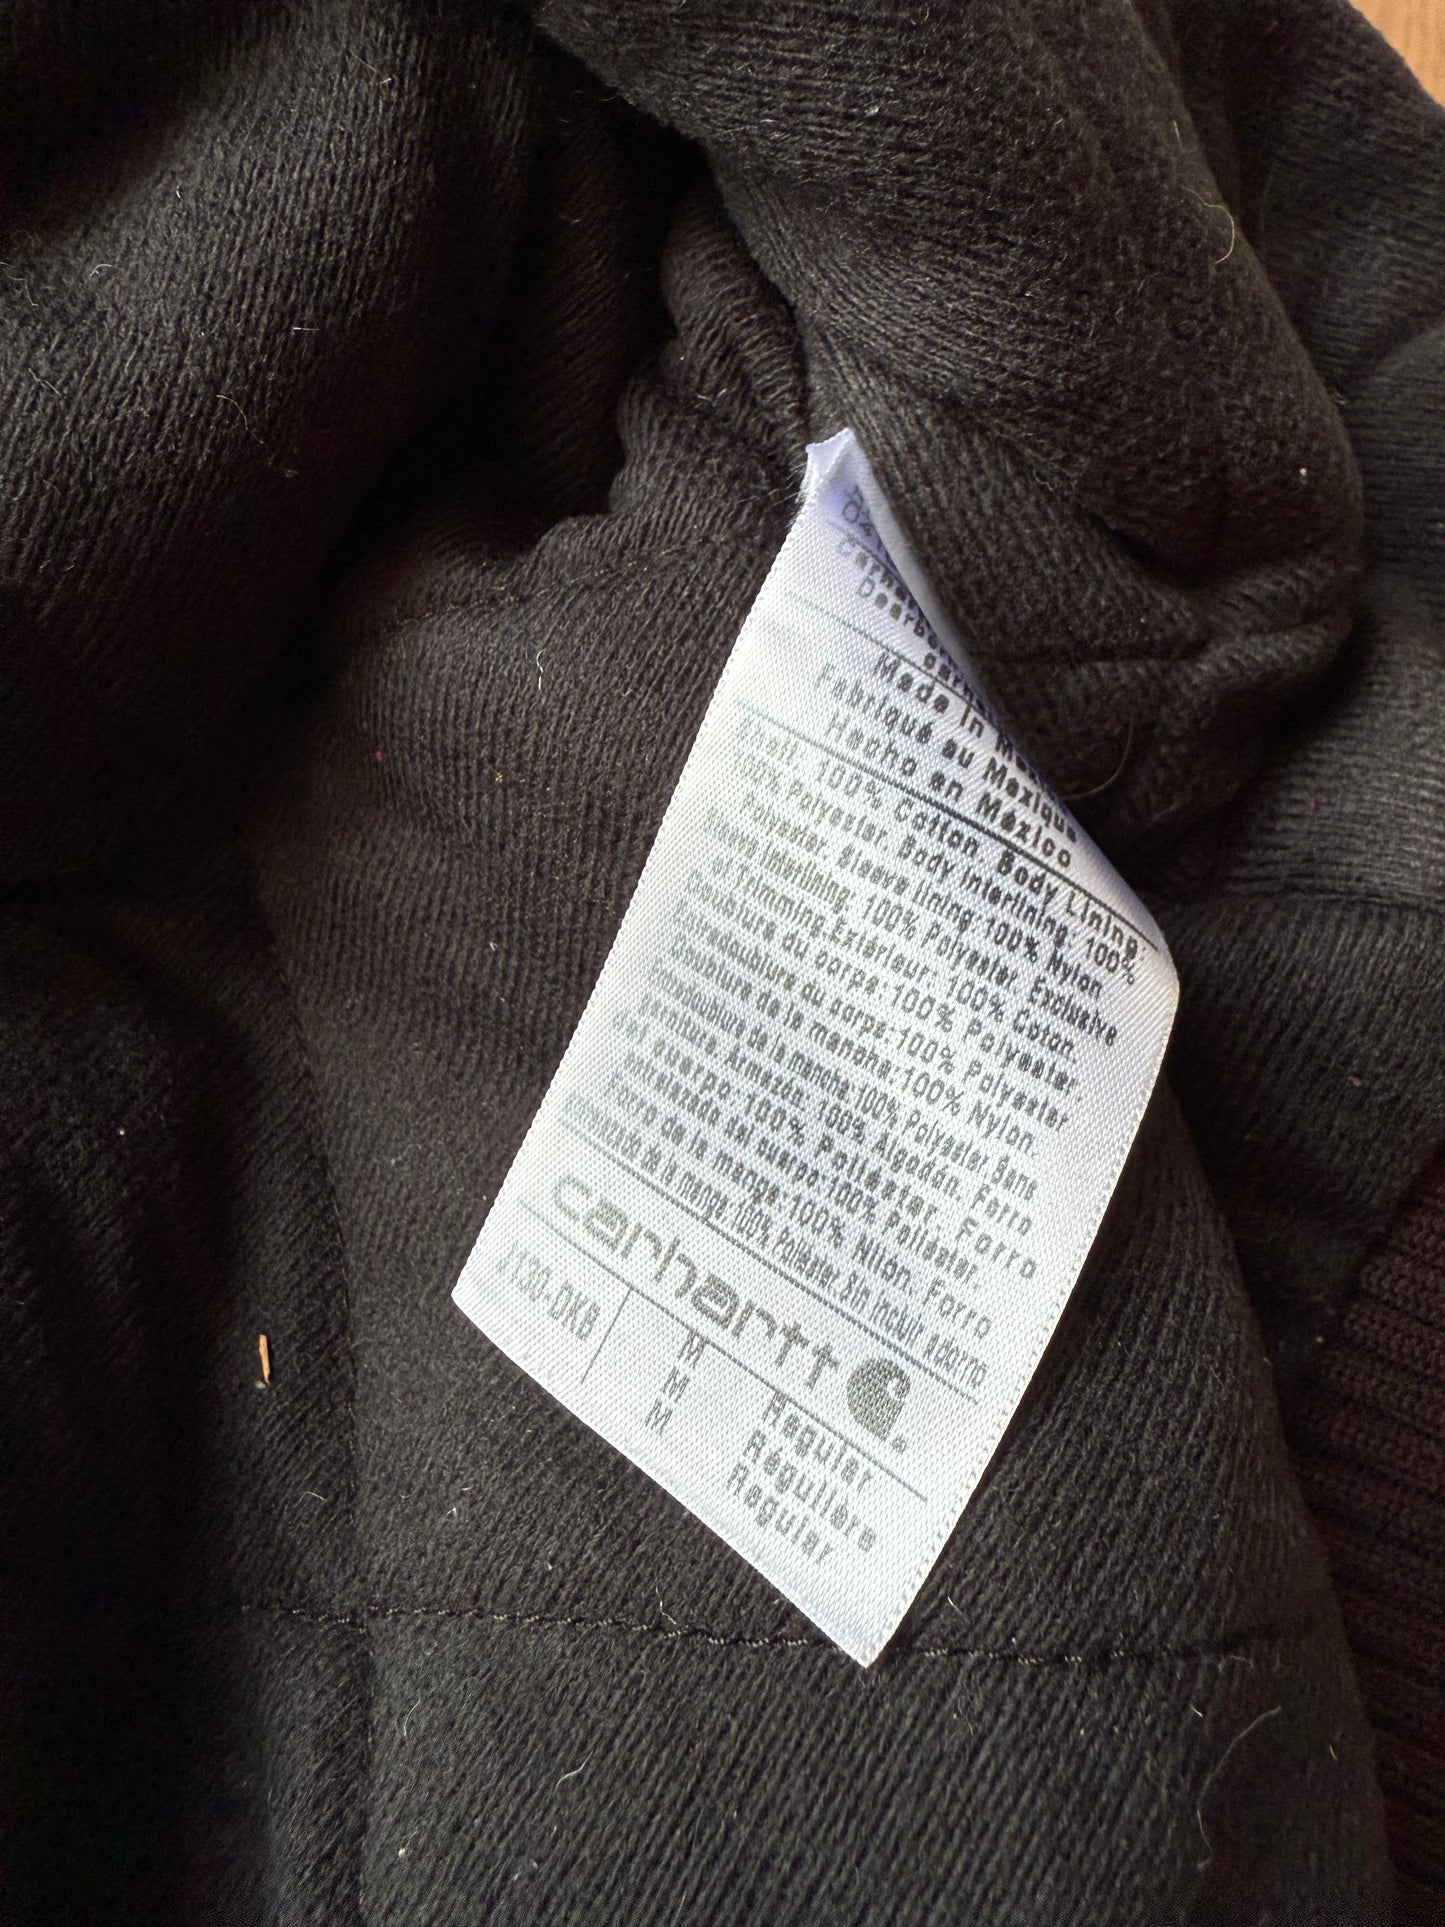 Made in
Fabriqué au Mexique
Hecho en México
Shell, 100% Cotton. Body Lining;
100% Polyester. Body interlining: 100%
Polyester. Sleeve lining 100% Nylon
Sleeve Interlining, 100% Polyester. Exclusive
of Trimming.Extérieur: 100% Coton.
Doublure du corps:100% Polyester.
Entredoublure du corps:100% Polyester
Doublure de la manche:100% Nylon.
Entredoublure de la manche:100% Polyester Sans
garniture. Armazón, 100% Algodón. Forro
del cuerpo, 100% Poliéster. Forro
entrelazado del cuerpo:100% Poliéster.
Forro de la manga:100% Nilon. Forro
de la manga:100% Poliéster. Sin incluir adorno
carhartt
J130-DKB
M Regular
M Régulière
M Regular